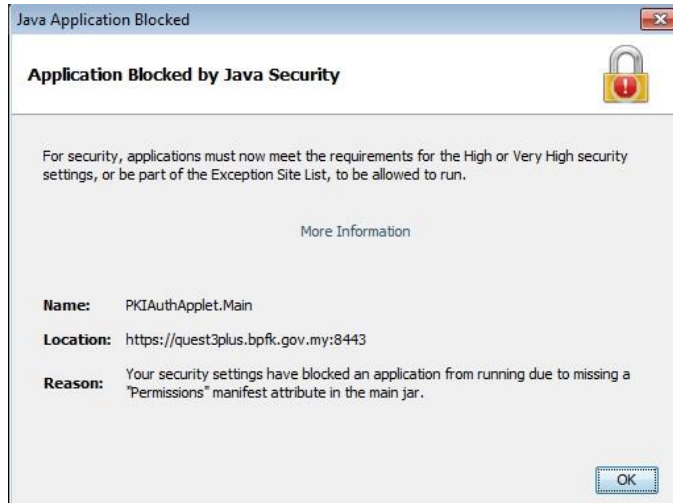 Java Application Blocked
Application Blocked by Java Security
For security, applications must now meet the requirements for the High or Very High security
settings, or be part of the Exception Site List, to be allowed to run.
More Information
Name: PKIAuthApplet.Main
Location: https://quest3plus.bpfk.gov.my:8443
Reason: Your security settings have blocked an application from running due to missing a
"Permissions" manifest attribute in the main jar.
OK